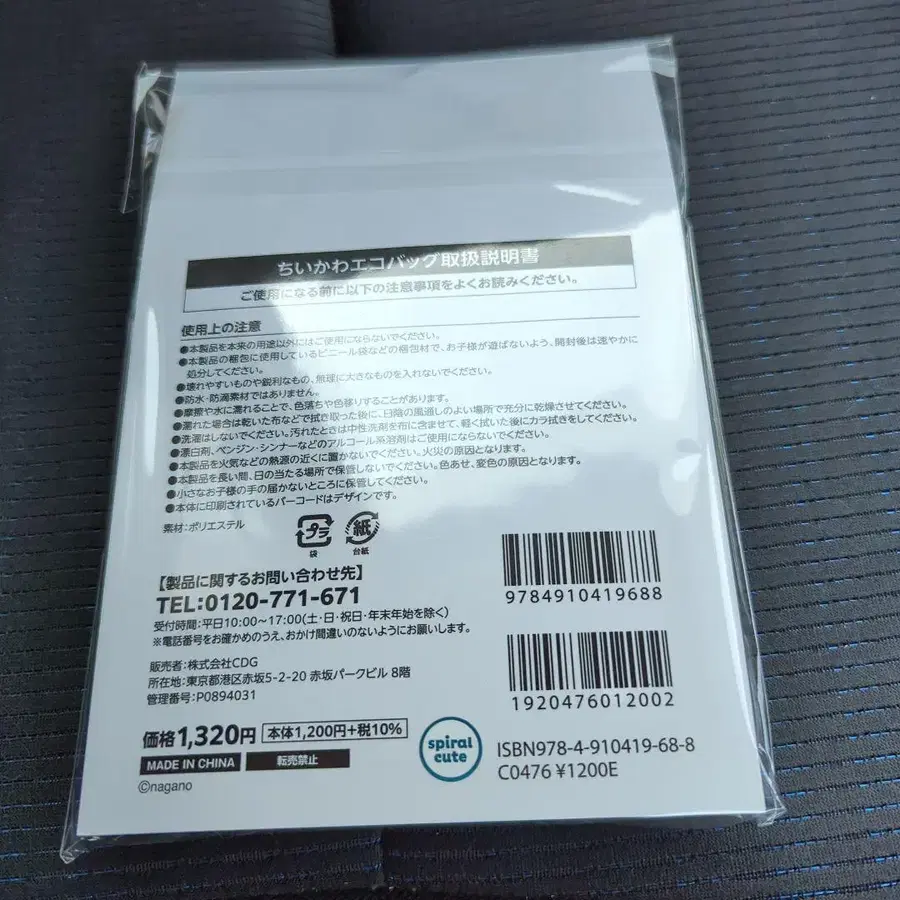 ちいかわエコバッグ取扱説明書
ご使用になる前に以下の注意事項をよくお読みください。
使用上の注意
●本製品を本来の用途以外にはご使用にならないでください。
●本製品の梱包に使用しているビニール袋などの梱包材で、お子様が遊ばないよう、開封後は速やかに
処分してください。
●壊れやすいものや鋭利なもの、無理に大きなものを入れないでください。
●防水・防滴素材ではありません。
●摩擦や水に濡れることで、色落ちや色移りすることがあります。
●濡れた場合は乾いた布などで拭き取った後に、日陰の風通しのよい場所で充分に乾燥させてください。
●洗濯はしないでください。汚れたときは中性洗剤を布に含ませて、軽く拭いた後にカラ拭きをしてください。
●漂白剤、ベンジン・シンナーなどのアルコール系溶剤はご使用にならないでください。
●本製品を火気などの熱源の近くに置かないでください。火災の原因となります。
●本製品を長い間、日の当たる場所で保管しないでください。色あせ、変色の原因となります。
●小さなお子様の手の届かないところに保管してください。
●本体に印刷されているバーコードはデザインです。
素材:ポリエステル
プラ 紙
袋 台紙
【製品に関するお問い合わせ先】
TEL:0120-771-671
受付時間:平日10:00～17:00(土・日・祝日・年末年始を除く)
※電話番号をお確かめのうえ、おかけ間違いのないようにお願いします。
販売者:株式会社CDG
所在地:東京都港区赤坂5-2-20 赤坂パークビル 8階
管理番号:P0894031
価格1,320円 本体1,200円+税10%
MADE IN CHINA 転売禁止
©nagano
spiral
cute
9784910419688
1920476012002
ISBN978-4-910419-68-8
C0476 ¥1200E